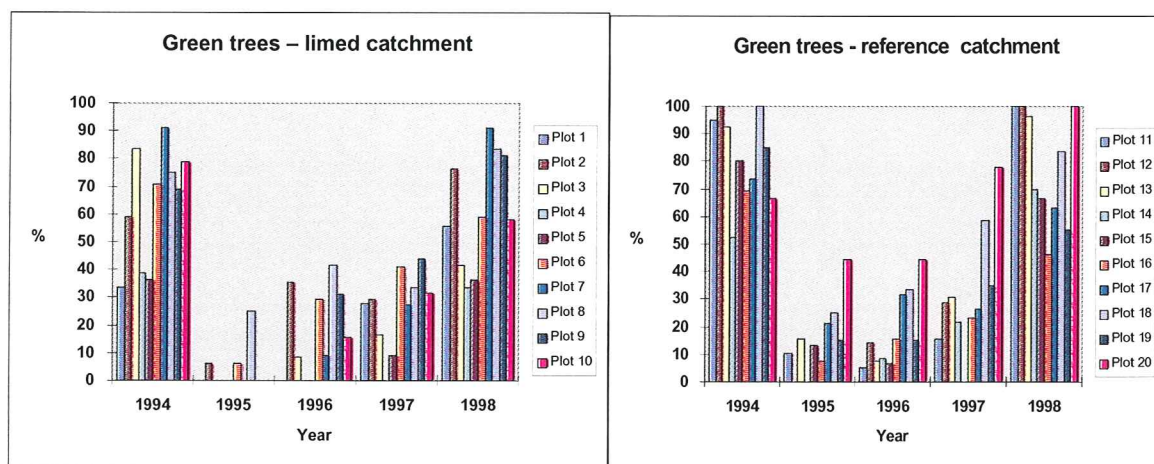 Green trees – limed catchment
100
90
80
70
60
50
40
30
20
10
0
%
1994 1995 1996 1997 1998
Year
Plot 1
Plot 2
Plot 3
Plot 4
Plot 5
Plot 6
Plot 7
Plot 8
Plot 9
Plot 10
Green trees - reference catchment
100
90
80
70
60
50
40
30
20
10
0
%
1994 1995 1996 1997 1998
Year
Plot 11
Plot 12
Plot 13
Plot 14
Plot 15
Plot 16
Plot 17
Plot 18
Plot 19
Plot 20